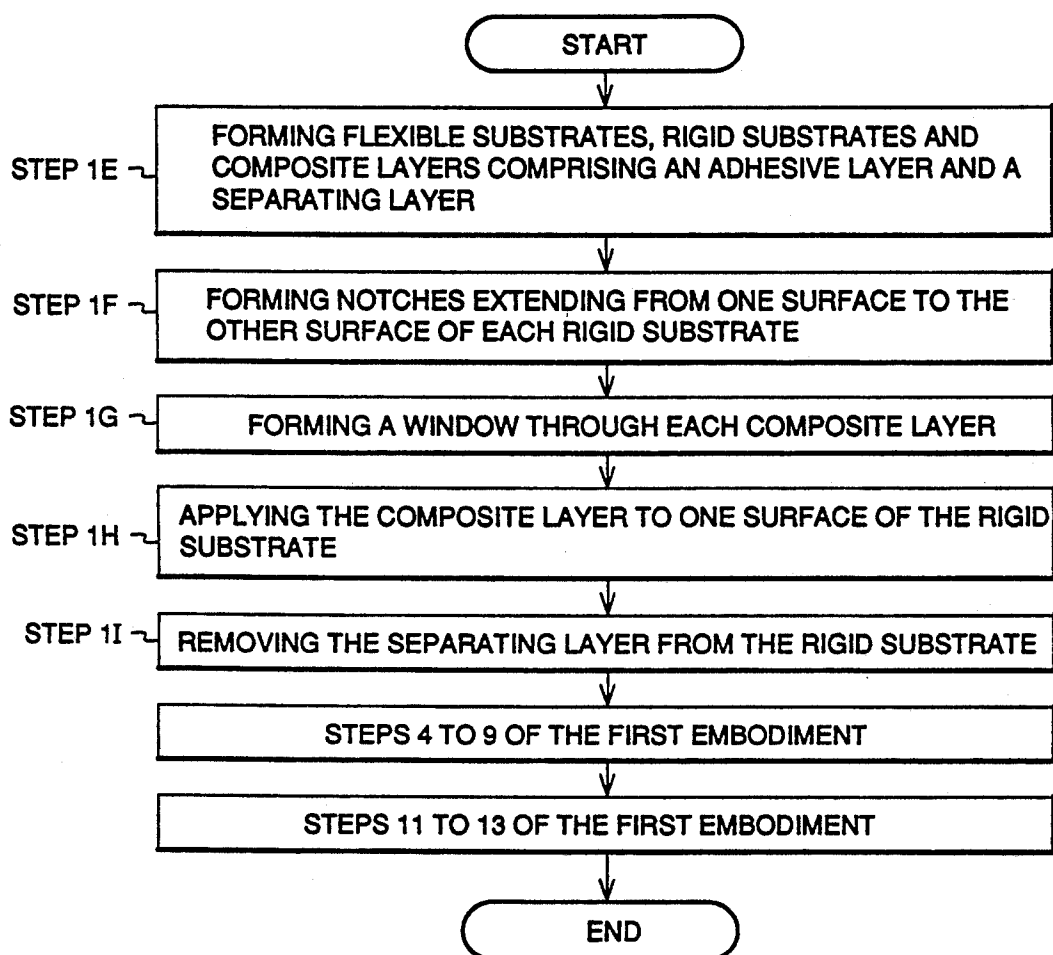 START
STEP 1E
FORMING FLEXIBLE SUBSTRATES, RIGID SUBSTRATES AND
COMPOSITE LAYERS COMPRISING AN ADHESIVE LAYER AND A
SEPARATING LAYER
STEP 1F
FORMING NOTCHES EXTENDING FROM ONE SURFACE TO THE
OTHER SURFACE OF EACH RIGID SUBSTRATE
STEP 1G
FORMING A WINDOW THROUGH EACH COMPOSITE LAYER
STEP 1H
APPLYING THE COMPOSITE LAYER TO ONE SURFACE OF THE RIGID
SUBSTRATE
STEP 1I
REMOVING THE SEPARATING LAYER FROM THE RIGID SUBSTRATE
STEPS 4 TO 9 OF THE FIRST EMBODIMENT
STEPS 11 TO 13 OF THE FIRST EMBODIMENT
END